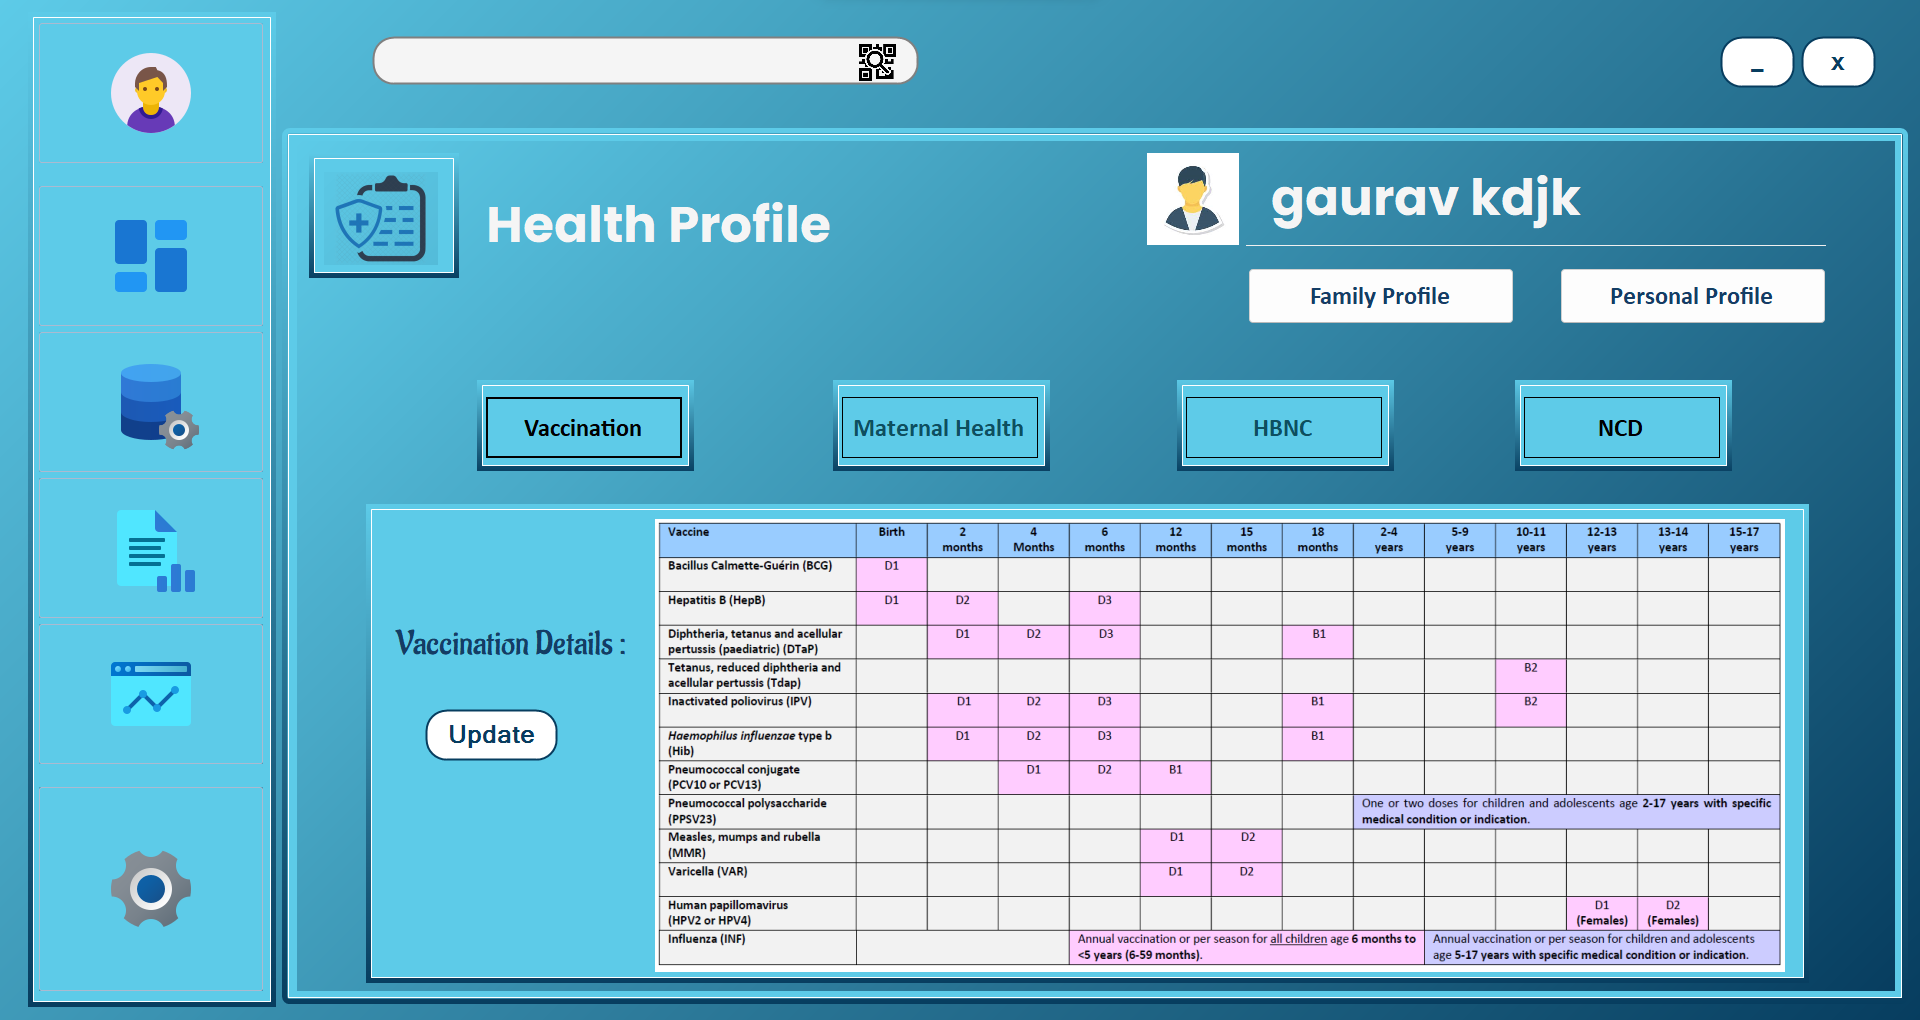 _ x
Health Profile
gaurav kdjk
Family Profile Personal Profile
Vaccination Maternal Health HBNC NCD
Vaccination Details :
Update
Vaccine Birth 2 months 4 Months 6 months 12 months 15 months 18 months 2-4 years 5-9 years 10-11 years 12-13 years 13-14 years 15-17 years
Bacillus Calmette-Guérin (BCG) D1
Hepatitis B (HepB) D1 D2 D3
Diphtheria, tetanus and acellular
pertussis (paediatric) (DTaP) D1 D2 D3 B1
Tetanus, reduced diphtheria and
acellular pertussis (Tdap) B2
Inactivated poliovirus (IPV) D1 D2 D3 B1 B2
Haemophilus influenzae type b
(Hib) D1 D2 D3 B1
Pneumococcal conjugate
(PCV10 or PCV13) D1 D2 B1
Pneumococcal polysaccharide
(PPSV23)
One or two doses for children and adolescents age 2-17 years with specific
medical condition or indication.
Measles, mumps and rubella
(MMR) D1 D2
Varicella (VAR) D1 D2
Human papillomavirus
(HPV2 or HPV4) D1 (Females) D2 (Females)
Influenza (INF)
Annual vaccination or per season for all children age 6 months to
<5 years (6-59 months).
Annual vaccination or per season for children and adolescents
age 5-17 years with specific medical condition or indication.